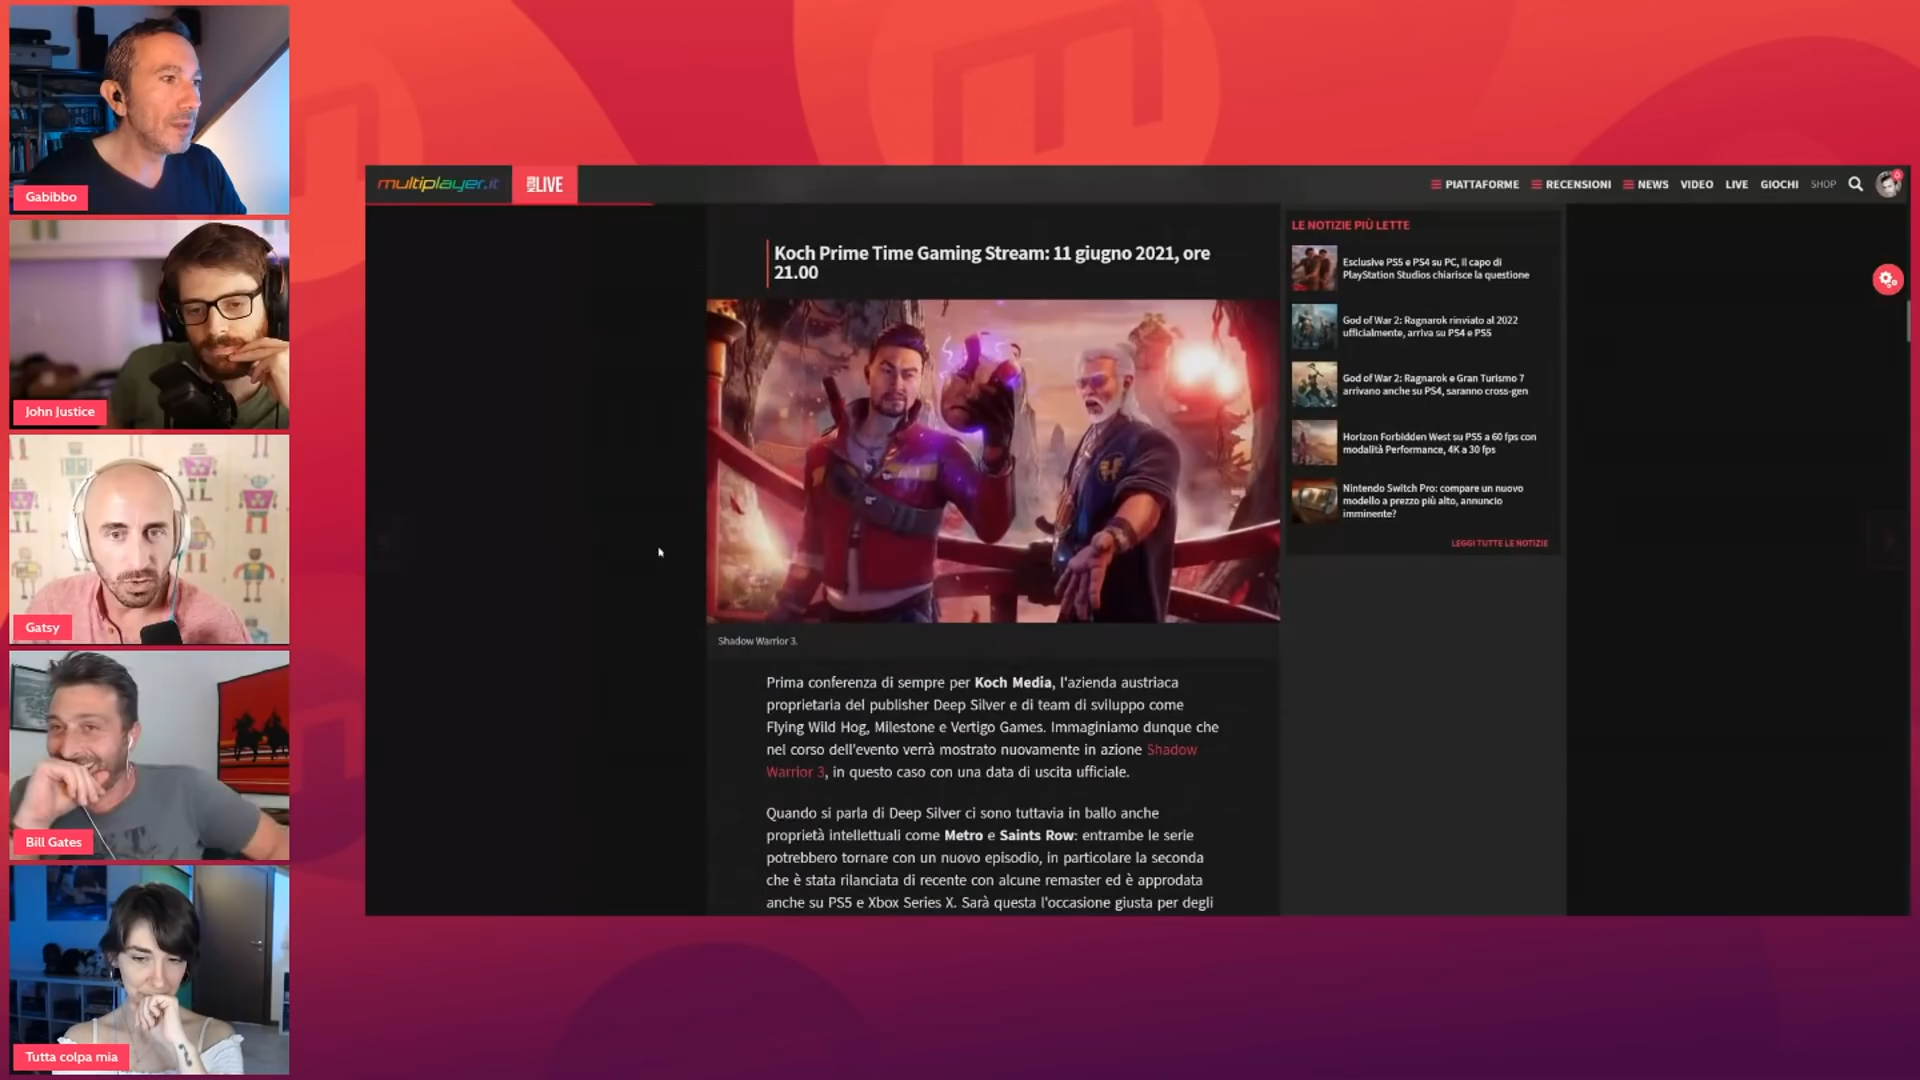 Gabibbo
John Justice
Gatsy
Bill Gates
Tutta colpa mia
multiplayer.it
LIVE
PIATTAFORME
RECENSIONI
NEWS
VIDEO
LIVE
GIOCHI
SHOP
Koch Prime Time Gaming Stream: 11 giugno 2021, ore
21.00
Shadow Warrior 3.
Prima conferenza di sempre per Koch Media, l'azienda austriaca
proprietaria del publisher Deep Silver e di team di sviluppo come
Flying Wild Hog, Milestone e Vertigo Games. Immaginiamo dunque che
nel corso dell'evento verrà mostrato nuovamente in azione Shadow
Warrior 3, in questo caso con una data di uscita ufficiale.
Quando si parla di Deep Silver ci sono tuttavia in ballo anche
proprietà intellettuali come Metro e Saints Row: entrambe le serie
potrebbero tornare con un nuovo episodio, in particolare la seconda
che è stata rilanciata di recente con alcune remaster ed è approdata
anche su PS5 e Xbox Series X. Sarà questa l'occasione giusta per degli
LE NOTIZIE PIÙ LETTE
Esclusive PS5 e PS4 su PC, il capo di
PlayStation Studios chiarisce la questione
God of War 2: Ragnarok rinviato al 2022
ufficialmente, arriva su PS4 e PS5
God of War 2: Ragnarok e Gran Turismo 7
arrivano anche su PS4, saranno cross-gen
Horizon Forbidden West su PS5 a 60 fps con
modalità Performance, 4K a 30 fps
Nintendo Switch Pro: compare un nuovo
modello a prezzo più alto, annuncio
imminente?
LEGGI TUTTE LE NOTIZIE